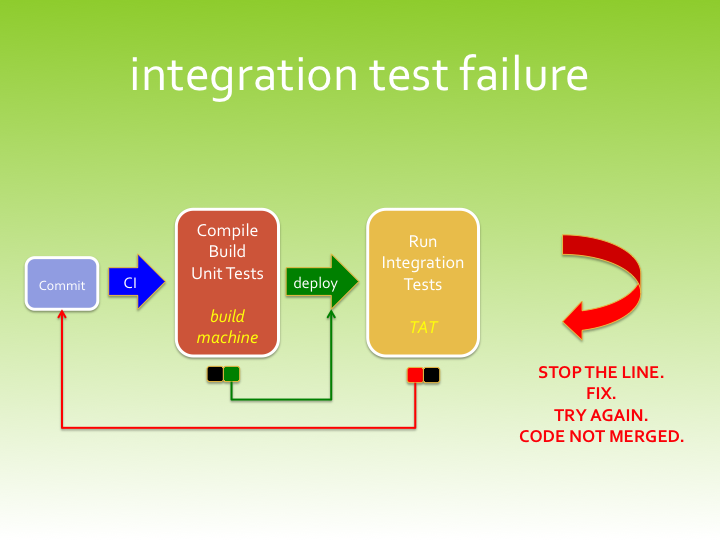 integration test failure
Commit
CI
Compile
Build
Unit Tests
build
machine
deploy
Run
Integration
Tests
TAT
STOP THE LINE.
FIX.
TRY AGAIN.
CODE NOT MERGED.